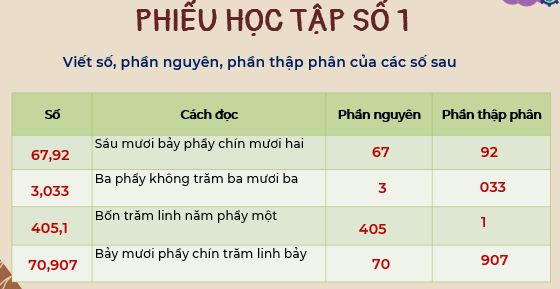 PHIẾU HỌC TẬP SỐ 1
Viết số, phần nguyên, phần thập phân của các số sau
Số Cách đọc Phần nguyên Phần thập phân
67,92 Sáu mươi bảy phẩy chín mươi hai 67 92
3,033 Ba phẩy không trăm ba mươi ba 3 033
405,1 Bốn trăm linh năm phẩy một 405 1
70,907 Bảy mươi phẩy chín trăm linh bảy 70 907